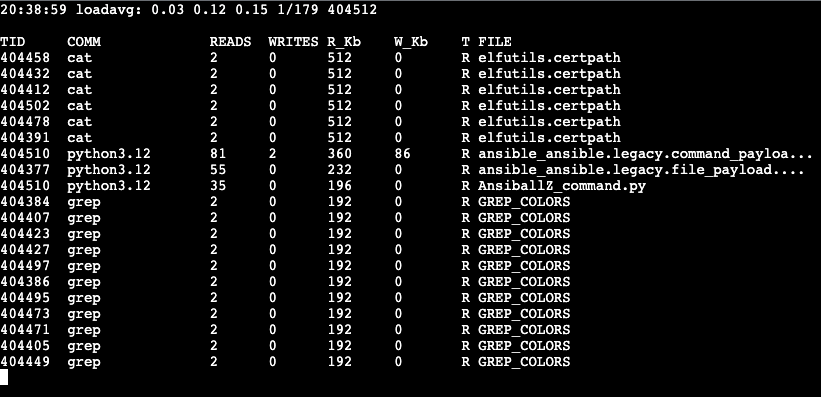 20:38:59 loadavg: 0.03 0.12 0.15 1/179 404512
TID    COMM             READS  WRITES R_Kb    W_Kb    T FILE
404458 cat              2      0      512     0       R elfutils.certpath
404432 cat              2      0      512     0       R elfutils.certpath
404412 cat              2      0      512     0       R elfutils.certpath
404502 cat              2      0      512     0       R elfutils.certpath
404478 cat              2      0      512     0       R elfutils.certpath
404391 cat              2      0      512     0       R elfutils.certpath
404510 python3.12       81     2      360     86      R ansible_ansible.legacy.command_payloa...
404377 python3.12       55     0      232     0       R ansible_ansible.legacy.file_payload....
404510 python3.12       35     0      196     0       R AnsiballZ_command.py
404384 grep             2      0      192     0       R GREP_COLORS
404407 grep             2      0      192     0       R GREP_COLORS
404423 grep             2      0      192     0       R GREP_COLORS
404427 grep             2      0      192     0       R GREP_COLORS
404497 grep             2      0      192     0       R GREP_COLORS
404386 grep             2      0      192     0       R GREP_COLORS
404495 grep             2      0      192     0       R GREP_COLORS
404473 grep             2      0      192     0       R GREP_COLORS
404471 grep             2      0      192     0       R GREP_COLORS
404405 grep             2      0      192     0       R GREP_COLORS
404449 grep             2      0      192     0       R GREP_COLORS